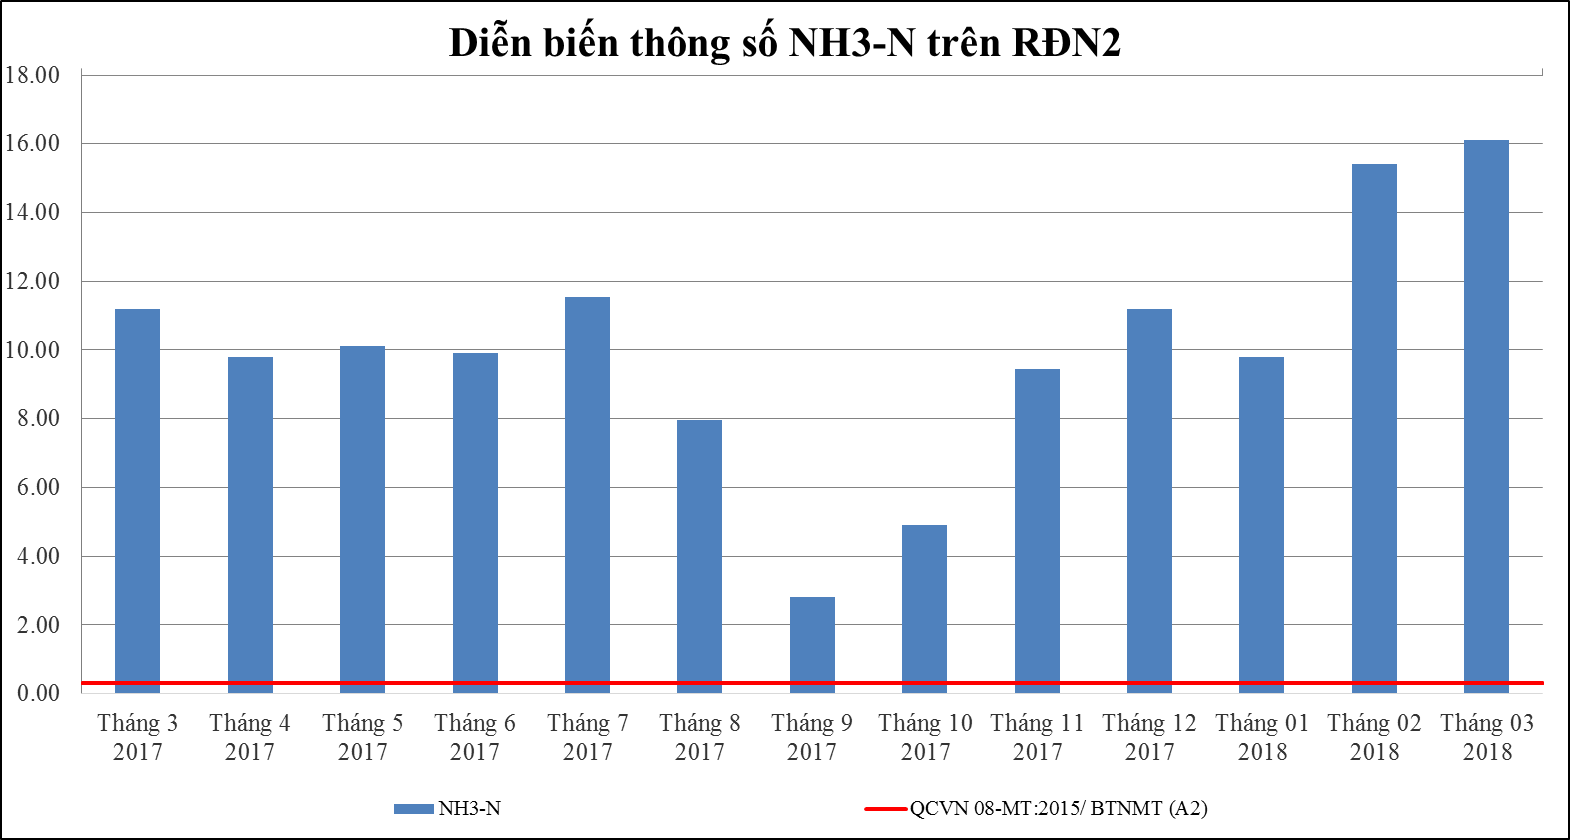 Diễn biến thông số NH3-N trên RĐN2
18.00
16.00
14.00
12.00
10.00
8.00
6.00
4.00
2.00
0.00
Tháng 3 2017
Tháng 4 2017
Tháng 5 2017
Tháng 6 2017
Tháng 7 2017
Tháng 8 2017
Tháng 9 2017
Tháng 10 2017
Tháng 11 2017
Tháng 12 2017
Tháng 01 2018
Tháng 02 2018
Tháng 03 2018
NH3-N
QCVN 08-MT:2015/ BTNMT (A2)